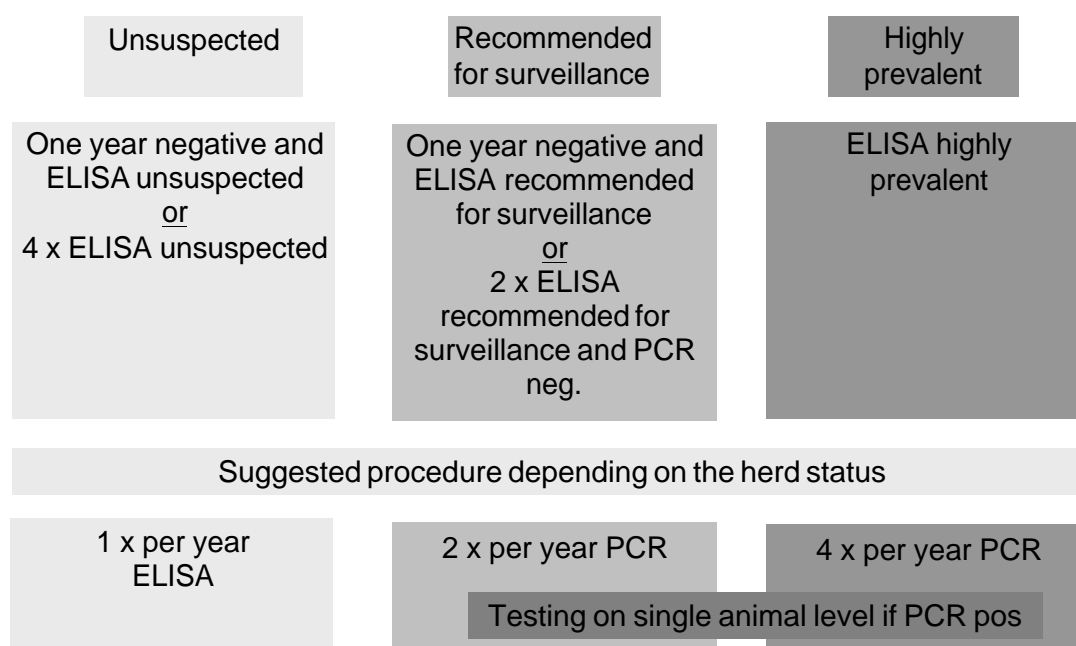 Unsuspected
Recommended
for surveillance
Highly
prevalent
One year negative and
ELISA unsuspected
or
4 x ELISA unsuspected
One year negative and
ELISA recommended
for surveillance
or
2 x ELISA
recommended for
surveillance and PCR
neg.
ELISA highly
prevalent
Suggested procedure depending on the herd status
1 x per year
ELISA
2 x per year PCR
4 x per year PCR
Testing on single animal level if PCR pos